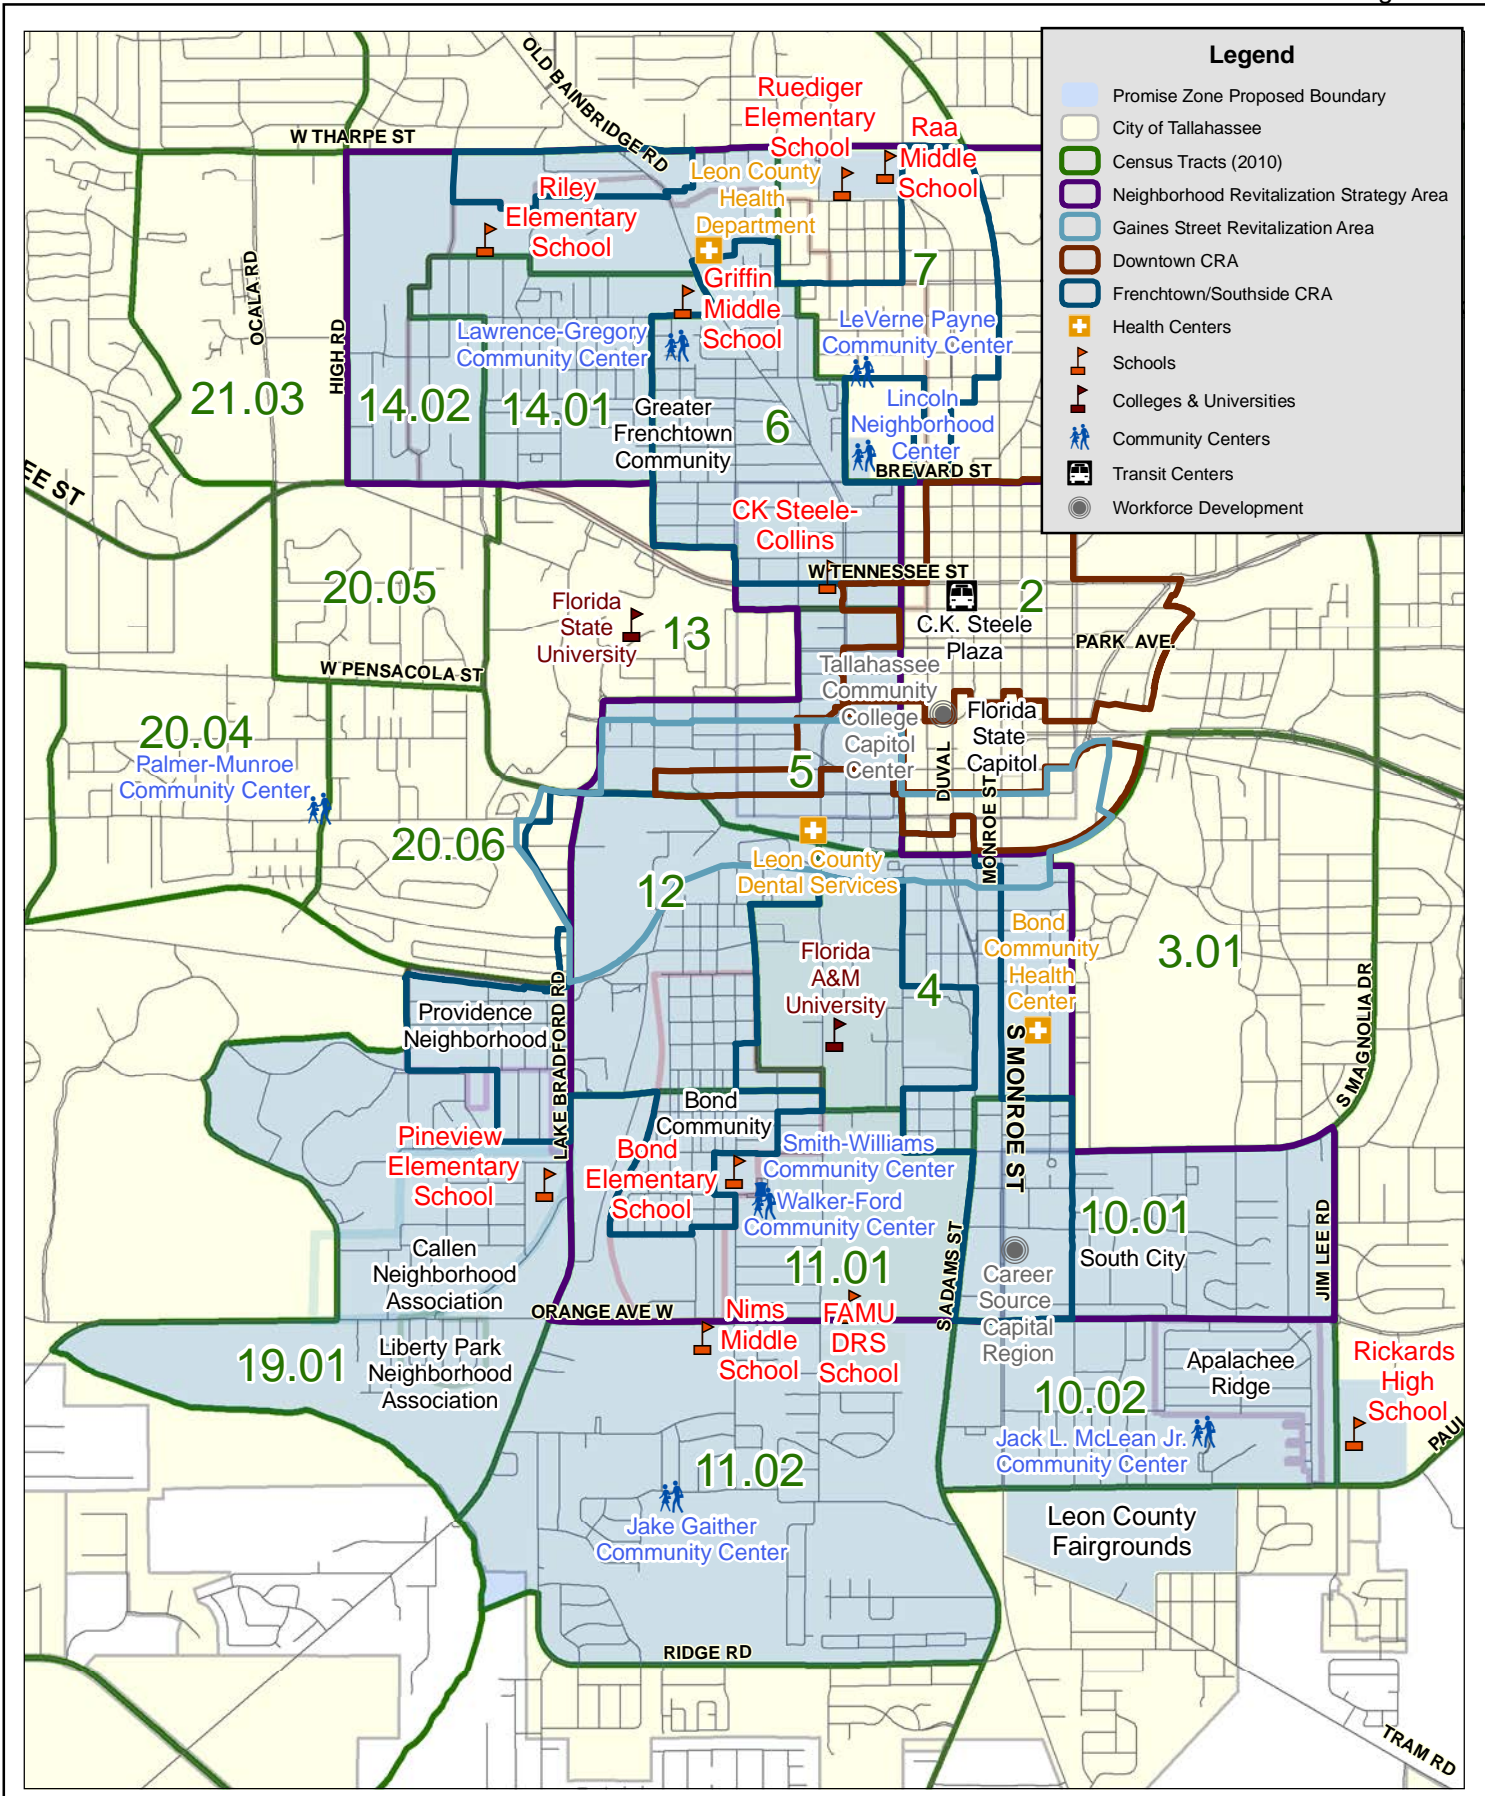 Legend
Promise Zone Proposed Boundary
City of Tallahassee
Census Tracts (2010)
Neighborhood Revitalization Strategy Area
Gaines Street Revitalization Area
Downtown CRA
Frenchtown/Southside CRA
Health Centers
Schools
Colleges & Universities
Community Centers
Transit Centers
Workforce Development
OLD BAINBRIDGE RD
W THARPE ST
Ruediger
Elementary
School
Raa
Middle
School
Leon County
Health
Department
Riley
Elementary
School
OCALA RD
HIGH RD
7
Griffin
Middle
School
Lawrence-Gregory
Community Center
LeVerne Payne
Community Center
21.03
14.02
14.01
Greater
Frenchtown
Community
6
Lincoln
Neighborhood
Center
BREVARD ST
EE ST
CK Steele-
Collins
W TENNESSEE ST
20.05
Florida
State
University
13
2
C.K. Steele
Plaza
PARK AVE.
W PENSACOLA ST
Tallahassee
Community
College
Capitol
Center
Florida
State
Capitol
20.04
Palmer-Munroe
Community Center
5
DUVAL
MONROE ST
20.06
Leon County
Dental Services
12
Florida
A&M
University
4
Bond
Community
Health
Center
3.01
Providence
Neighborhood
LAKE BRADFORD RD
S MONROE ST
S MAGNOLIA DR
Bond
Community
Pineview
Elementary
School
Bond
Elementary
School
Smith-Williams
Community Center
Walker-Ford
Community Center
10.01
South City
JIM LEE RD
Callen
Neighborhood
Association
11.01
S ADAMS ST
Career
Source
Capital
Region
ORANGE AVE W
Nims
Middle
School
FAMU
DRS
School
19.01
Liberty Park
Neighborhood
Association
Apalachee
Ridge
Rickards
High
School
10.02
Jack L. McLean Jr.
Community Center
PAUL
11.02
Jake Gaither
Community Center
Leon County
Fairgrounds
RIDGE RD
TRAM RD